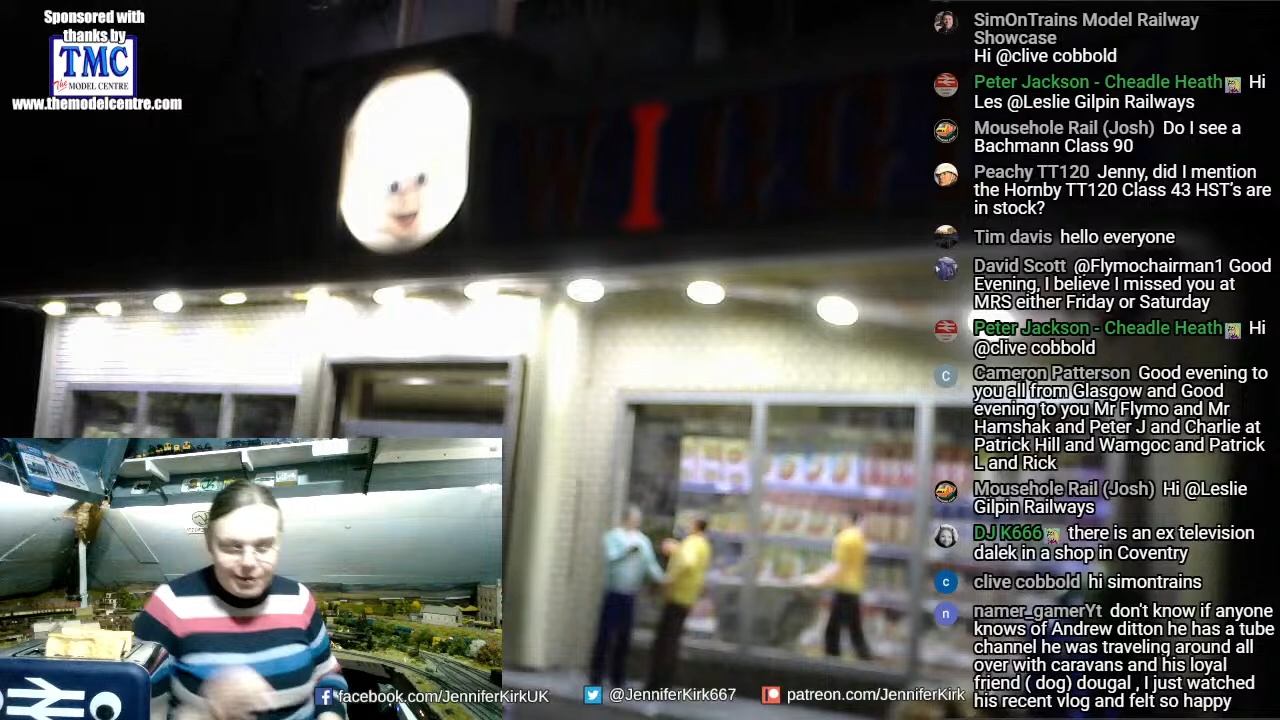 Sponsored with
thanks by
TMC
The MODEL CENTRE
www.themodelcentre.com
W I
SimOnTrains Model Railway
Showcase
Hi @clive cobbold
Peter Jackson - Cheadle Heath Hi
Les @Leslie Gilpin Railways
Mousehole Rail (Josh) Do I see a
Bachmann Class 90
Peachy TT120 Jenny, did I mention
the Hornby TT120 Class 43 HST's are
in stock?
Tim davis hello everyone
David Scott @Flymochairman1 Good
Evening, I believe I missed you at
MRS either Friday or Saturday
Peter Jackson - Cheadle Heath Hi
@clive cobbold
C
Cameron Patterson Good evening to
you all from Glasgow and Good
evening to you Mr Flymo and Mr
Hamshak and Peter J and Charlie at
Patrick Hill and Wamgoc and Patrick
L and Rick
Mousehole Rail (Josh) Hi @Leslie
Gilpin Railways
DJ K666 there is an ex television
dalek in a shop in Coventry
c
clive cobbold hi simontrains
n
namer_gamerYt don't know if anyone
knows of Andrew ditton he has a tube
channel he was traveling around all
over with caravans and his loyal
friend ( dog) dougal , I just watched
his recent vlog and felt so happy
facebook.com/JenniferKirkUK
@JenniferKirk667
patreon.com/JenniferKirk